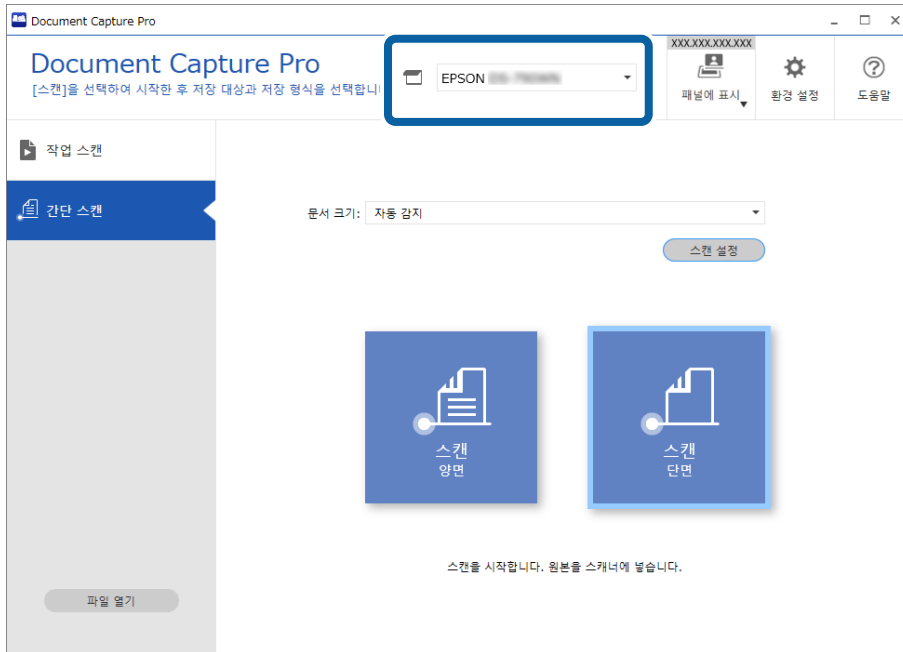 Document Capture Pro
Document Capture Pro
[스캔]을 선택하여 시작한 후 저장 대상과 저장 형식을 선택합니
EPSON
XXX.XXX.XXX.XXX
패널에 표시
환경 설정
도움말
작업 스캔
간단 스캔
문서 크기: 자동 감지
스캔 설정
스캔
양면
스캔
단면
스캔을 시작합니다. 원본을 스캐너에 넣습니다.
파일 열기